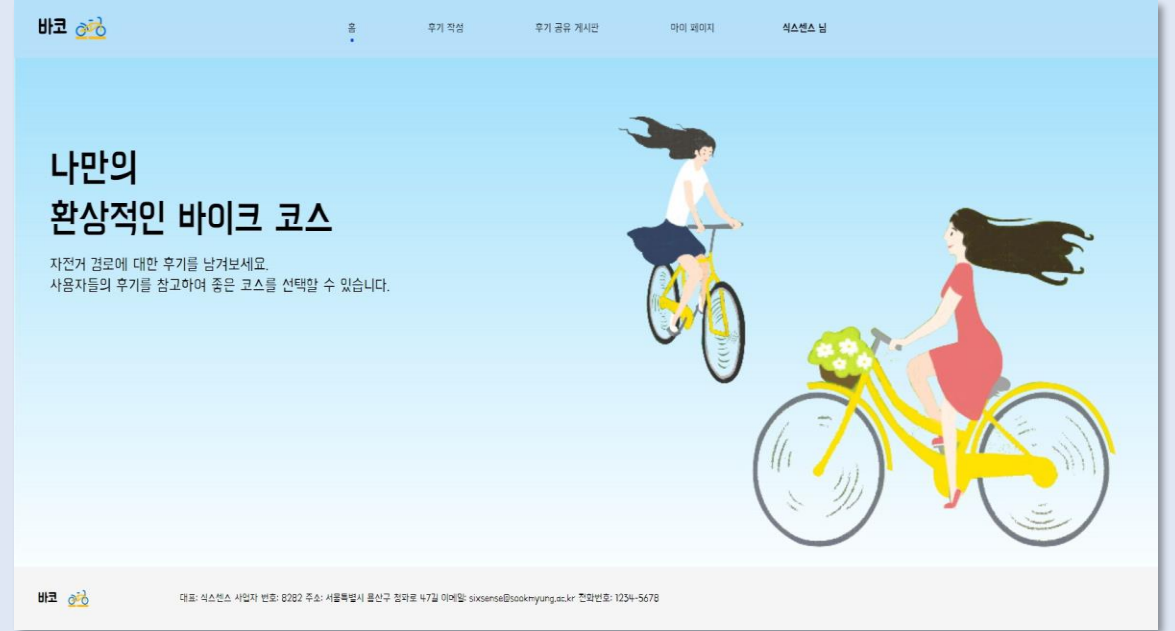 바코
홈
후기 작성
후기 공유 게시판
마이 페이지
식스센스 님
나만의
환상적인 바이크 코스
자전거 경로에 대한 후기를 남겨보세요.
사용자들의 후기를 참고하여 좋은 코스를 선택할 수 있습니다.
바코
대표: 식스센스 사업자 번호: 8282 주소: 서울특별시 용산구 청파로 47길 이메일: sixsense@sookmyung.ac.kr 전화번호: 1234-5678